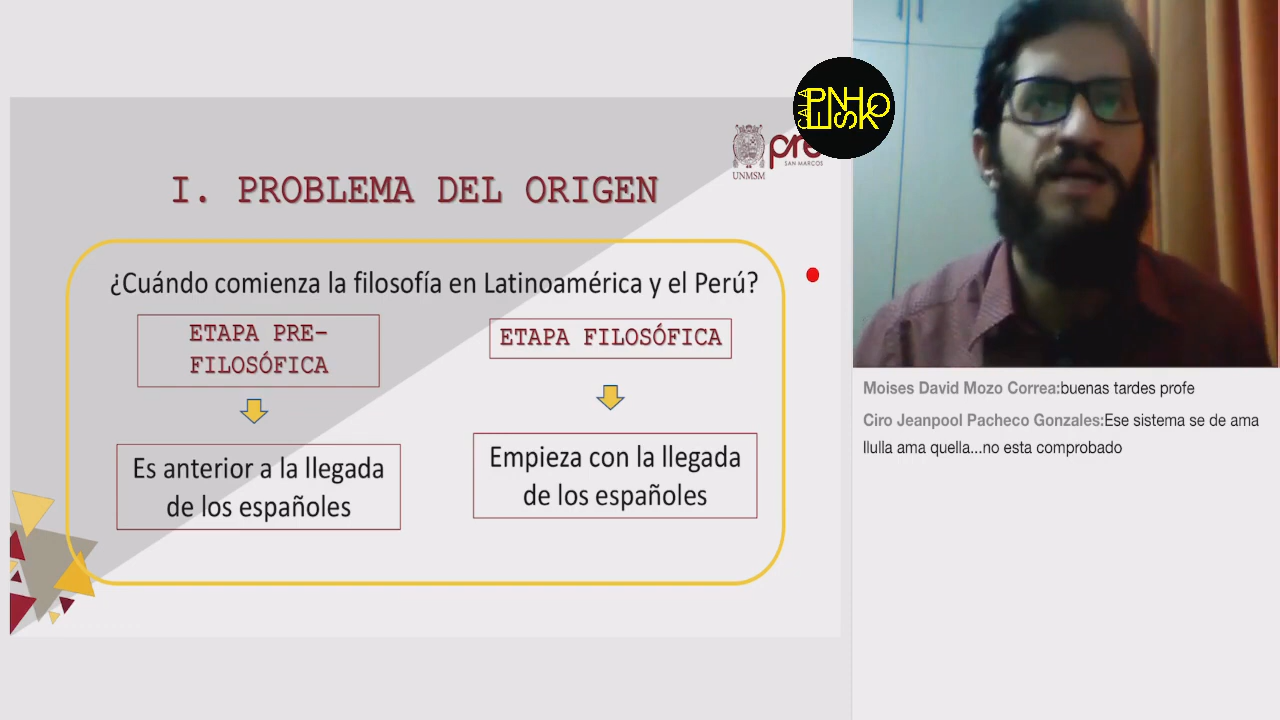 I. PROBLEMA DEL ORIGEN
UNMSM
pre
SAN MARCOS
CALA
PENSHKO
¿Cuándo comienza la filosofía en Latinoamérica y el Perú?
ETAPA PRE-
FILOSÓFICA
Es anterior a la llegada
de los españoles
ETAPA FILOSÓFICA
Empieza con la llegada
de los españoles
Moises David Mozo Correa:buenas tardes profe
Ciro Jeanpool Pacheco Gonzales:Ese sistema se de ama
llulla ama quella...no esta comprobado